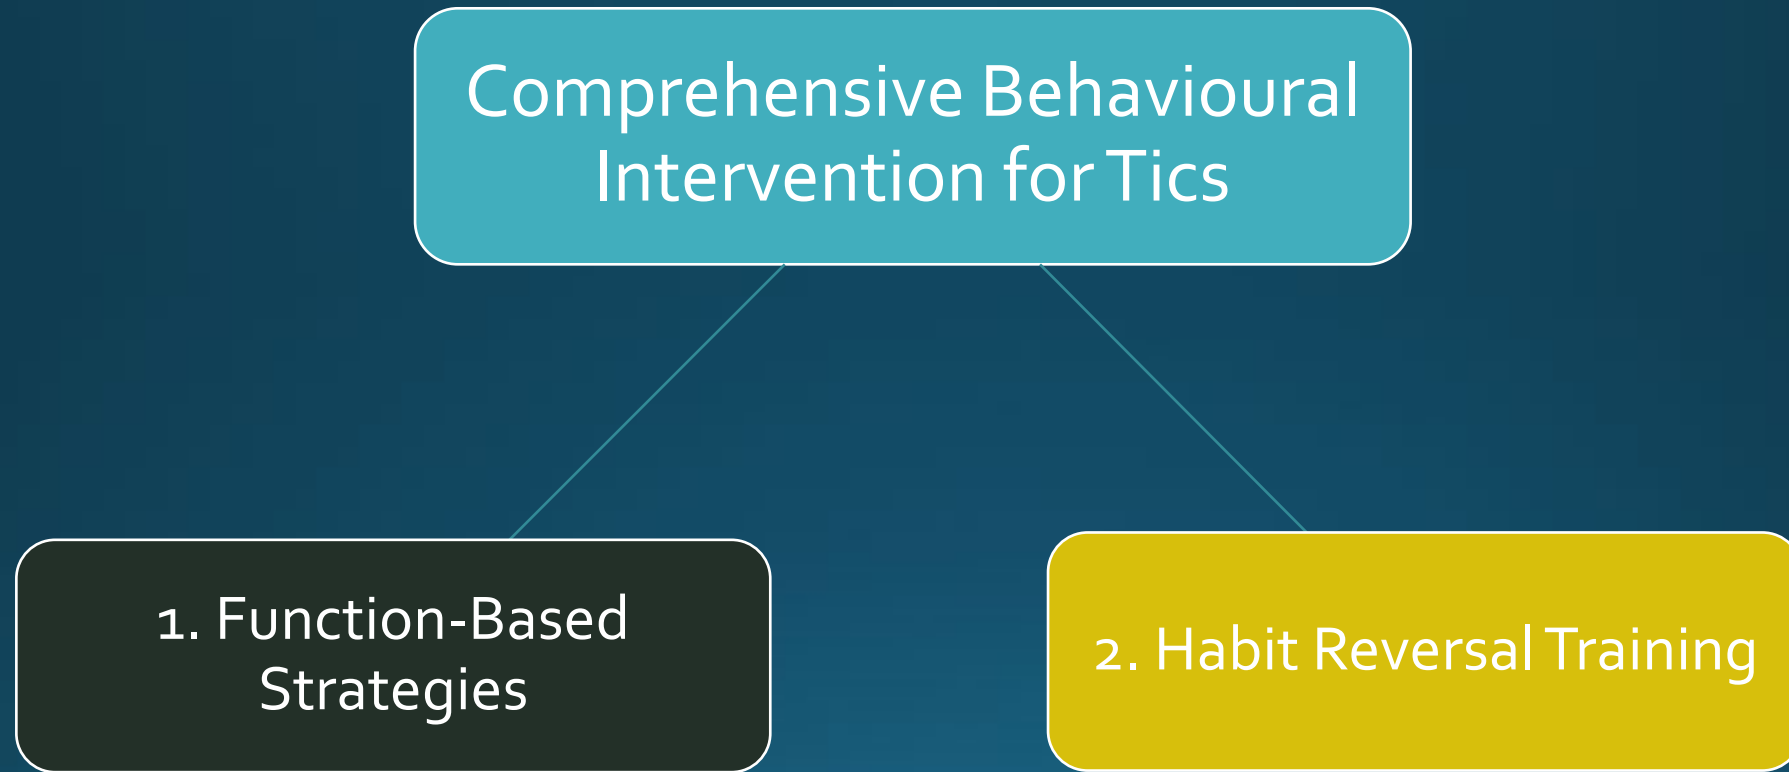 Comprehensive Behavioural
Intervention for Tics
1. Function-Based
Strategies
2. Habit Reversal Training